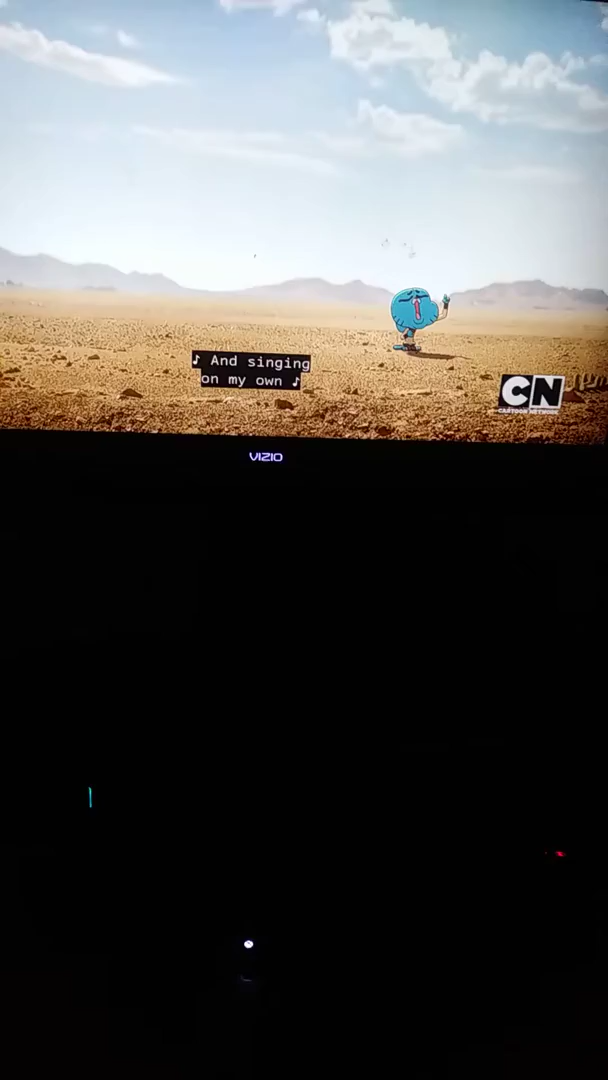 ♪ And singing
on my own ♪
CN
CARTOON NETWORK
VIZIO